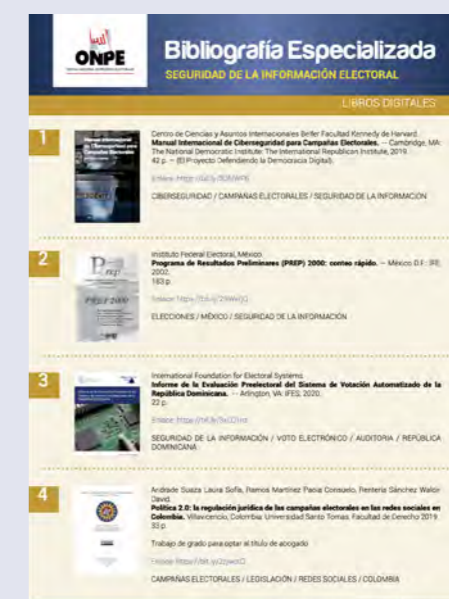 ONPE
Bibliografía Especializada
SEGURIDAD DE LA INFORMACIÓN ELECTORAL
LIBROS DIGITALES
1
Centro de Ciencias y Asuntos Internacionales Belfer Facultad Kennedy de Harvard.
Manual Internacional de Ciberseguridad para Campañas Electorales. -- Cambridge, MA:
The National Democratic Institute: The International Republican Institute, 2019.
42 p. -- (El Proyecto Defendiendo la Democracia Digital).
CIBERSEGURIDAD / CAMPAÑAS ELECTORALES / SEGURIDAD DE LA INFORMACIÓN
2
Prep
PREP 2000
Instituto Federal Electoral, México.
Programa de Resultados Preliminares (PREP) 2000: conteo rápido. -- México D.F.: IFE,
2002.
163 p.
ELECCIONES / MÉXICO / SEGURIDAD DE LA INFORMACIÓN
3
International Foundation for Electoral Systems.
Informe de la Evaluación Preelectoral del Sistema de Votación Automatizado de la
República Dominicana. -- Arlington, VA: IFES, 2020.
22 p.
SEGURIDAD DE LA INFORMACIÓN / VOTO ELECTRÓNICO / AUDITORIA / REPÚBLICA
DOMINICANA
4
Andrade Suaza Laura Sofía, Ramos Martínez Paola Consuelo, Rentería Sánchez Waldir
David.
Política 2.0: la regulación jurídica de las campañas electorales en las redes sociales en
Colombia. Villavicencio, Colombia: Universidad Santo Tomas. Facultad de Derecho 2019.
33 p.
Trabajo de grado para optar al título de abogado
CAMPAÑAS ELECTORALES / LEGISLACIÓN / REDES SOCIALES / COLOMBIA